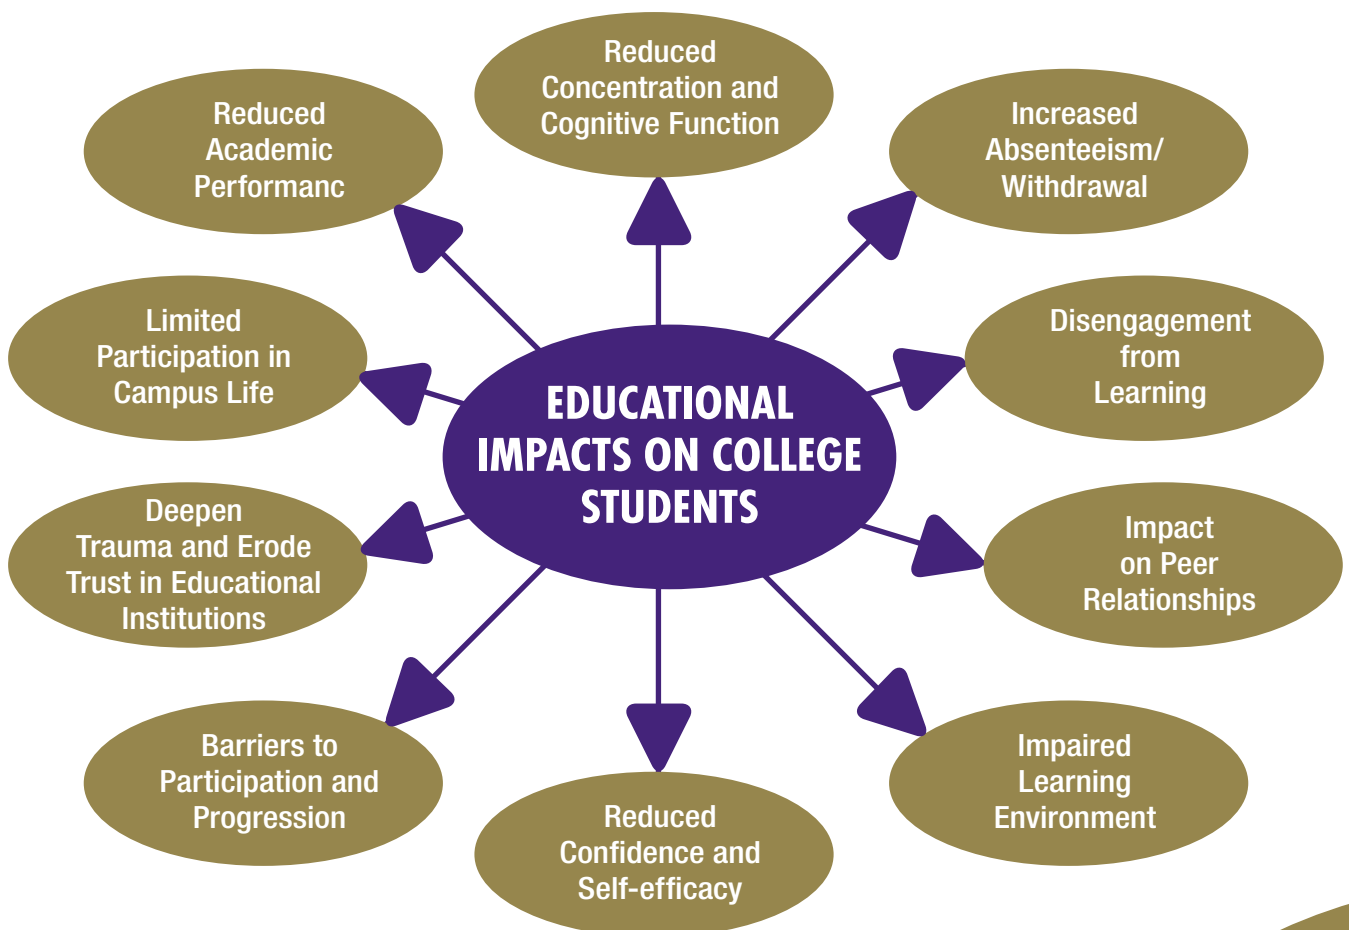 Reduced
Concentration and
Cognitive Function
Reduced
Academic
Performanc
Increased
Absenteeism/
Withdrawal
Limited
Participation in
Campus Life
Disengagement
from
Learning
EDUCATIONAL
IMPACTS ON COLLEGE
STUDENTS
Deepen
Trauma and Erode
Trust in Educational
Institutions
Impact
on Peer
Relationships
Barriers to
Participation and
Progression
Impaired
Learning
Environment
Reduced
Confidence and
Self-efficacy